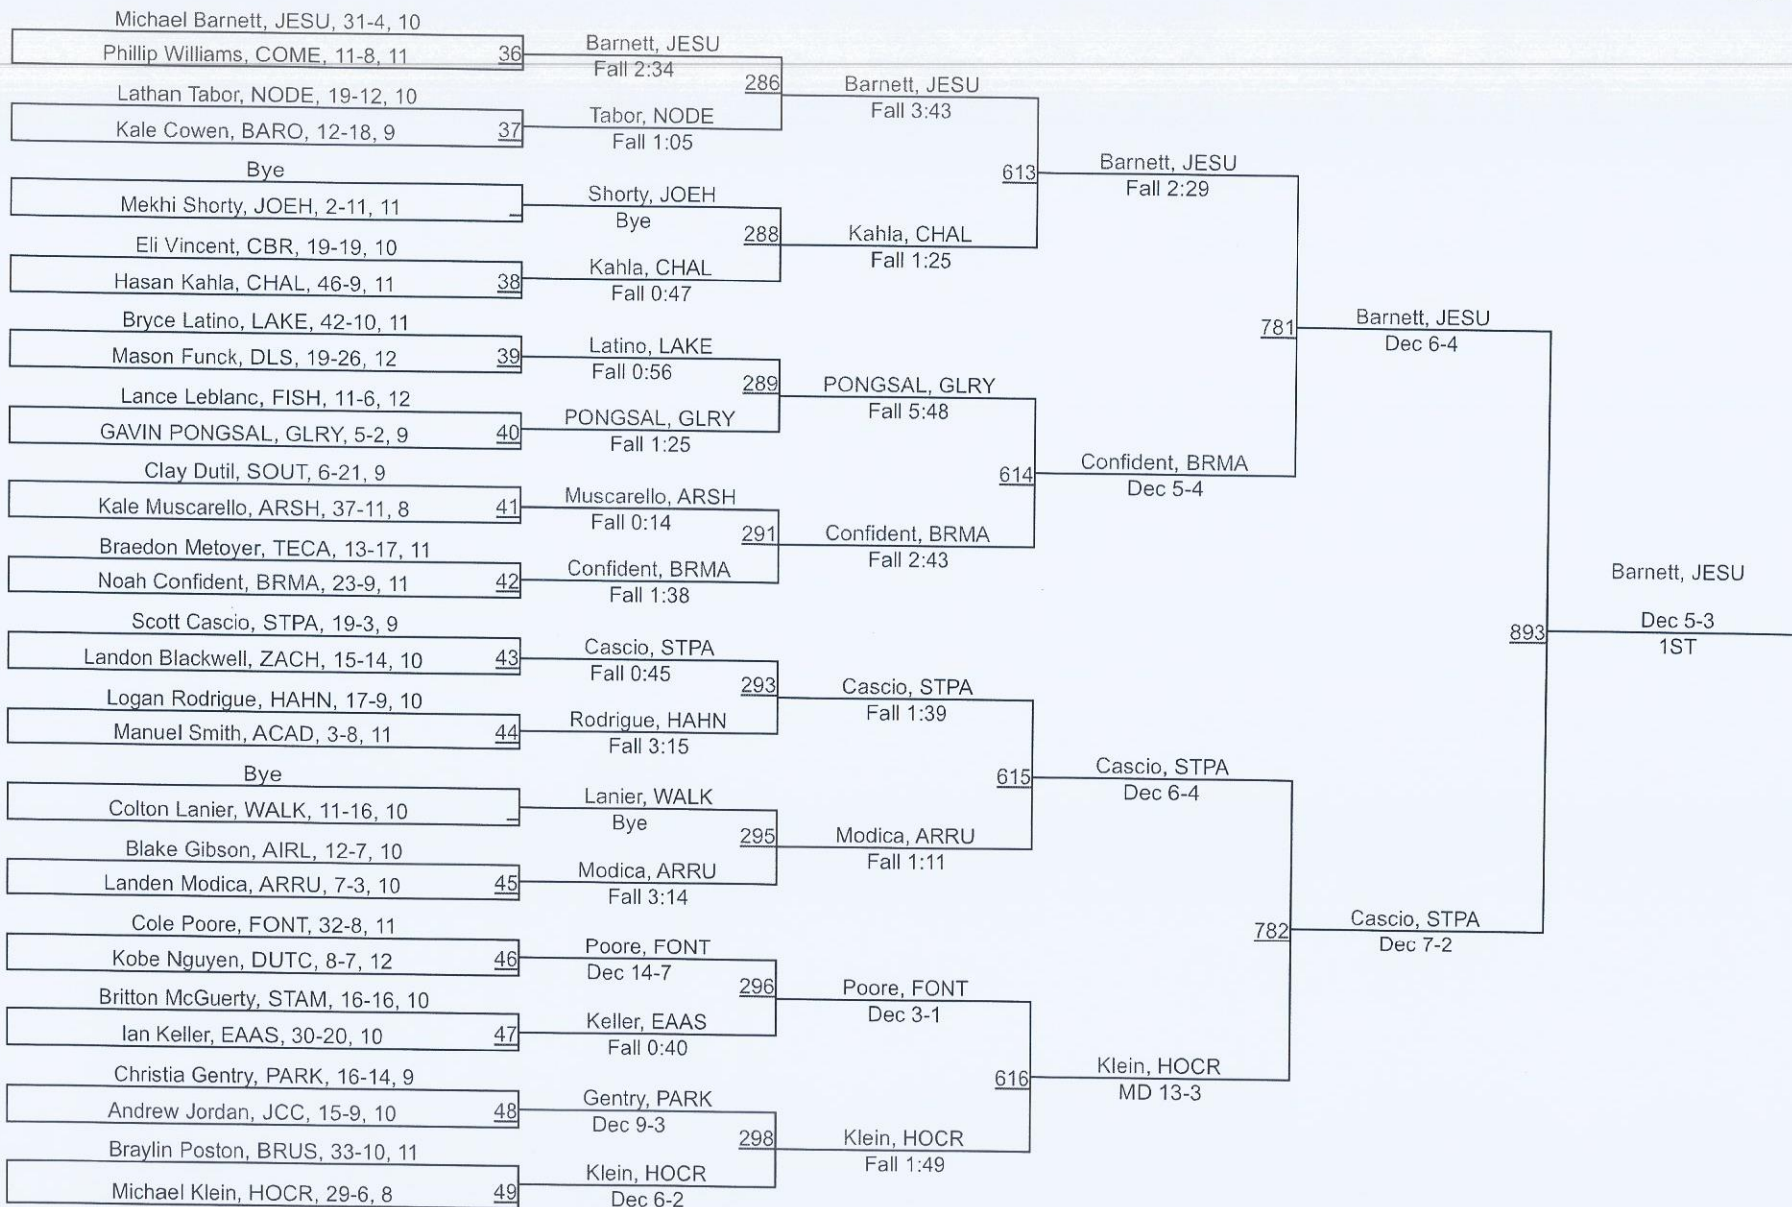 Michael Barnett, JESU, 31-4, 10
Phillip Williams, COME, 11-8, 11
36
Lathan Tabor, NODE, 19-12, 10
Kale Cowen, BARO, 12-18, 9
37
Bye
Mekhi Shorty, JOEH, 2-11, 11
Eli Vincent, CBR, 19-19, 10
Hasan Kahla, CHAL, 46-9, 11
38
Bryce Latino, LAKE, 42-10, 11
Mason Funck, DLS, 19-26, 12
39
Lance Leblanc, FISH, 11-6, 12
GAVIN PONGSAL, GLRY, 5-2, 9
40
Clay Dutil, SOUT, 6-21, 9
Kale Muscarello, ARSH, 37-11, 8
41
Braedon Metoyer, TECA, 13-17, 11
Noah Confident, BRMA, 23-9, 11
42
Scott Cascio, STPA, 19-3, 9
Landon Blackwell, ZACH, 15-14, 10
43
Logan Rodrigue, HAHN, 17-9, 10
Manuel Smith, ACAD, 3-8, 11
44
Bye
Colton Lanier, WALK, 11-16, 10
Blake Gibson, AIRL, 12-7, 10
Landen Modica, ARRU, 7-3, 10
45
Cole Poore, FONT, 32-8, 11
Kobe Nguyen, DUTC, 8-7, 12
46
Britton McGuerty, STAM, 16-16, 10
Ian Keller, EAAS, 30-20, 10
47
Christia Gentry, PARK, 16-14, 9
Andrew Jordan, JCC, 15-9, 10
48
Braylin Poston, BRUS, 33-10, 11
Michael Klein, HOCR, 29-6, 8
49
Barnett, JESU
Fall 2:34
286
Tabor, NODE
Fall 1:05
Shorty, JOEH
Bye
288
Kahla, CHAL
Fall 0:47
Latino, LAKE
Fall 0:56
289
PONGSAL, GLRY
Fall 1:25
Muscarello, ARSH
Fall 0:14
291
Confident, BRMA
Fall 1:38
Cascio, STPA
Fall 0:45
293
Rodrigue, HAHN
Fall 3:15
Lanier, WALK
Bye
295
Modica, ARRU
Fall 3:14
Poore, FONT
Dec 14-7
296
Keller, EAAS
Fall 0:40
Gentry, PARK
Dec 9-3
298
Klein, HOCR
Dec 6-2
Barnett, JESU
Fall 3:43
613
Kahla, CHAL
Fall 1:25
PONGSAL, GLRY
Fall 5:48
614
Confident, BRMA
Fall 2:43
Cascio, STPA
Fall 1:39
615
Modica, ARRU
Fall 1:11
Poore, FONT
Dec 3-1
616
Klein, HOCR
Fall 1:49
Barnett, JESU
Fall 2:29
781
Confident, BRMA
Dec 5-4
Cascio, STPA
Dec 6-4
782
Klein, HOCR
MD 13-3
Barnett, JESU
Dec 6-4
893
Cascio, STPA
Dec 7-2
Barnett, JESU
Dec 5-3
1ST